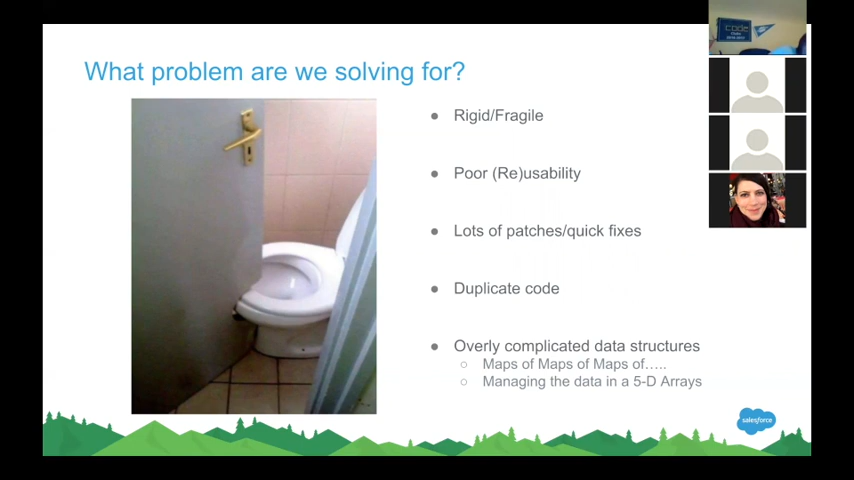 What problem are we solving for?
Rigid/Fragile
Poor (Re)usability
Lots of patches/quick fixes
Duplicate code
Overly complicated data structures
Maps of Maps of Maps of.....
Managing the data in a 5-D Arrays
salesforce
code